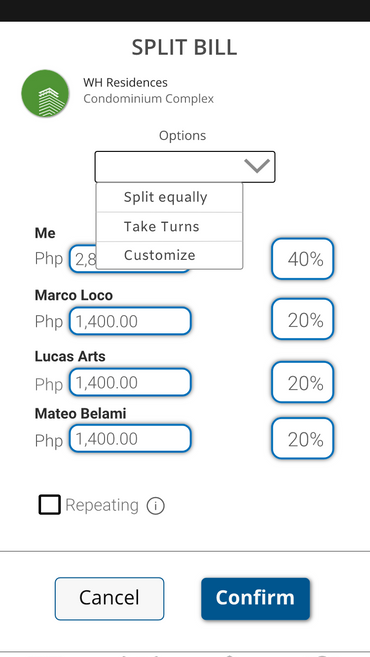 SPLIT BILL
WH Residences
Condominium Complex
Options
Split equally
Take Turns
Customize
Me
Php 2,8 40%
Marco Loco
Php 1,400.00 20%
Lucas Arts
Php 1,400.00 20%
Mateo Belami
Php 1,400.00 20%
Repeating i
Cancel Confirm